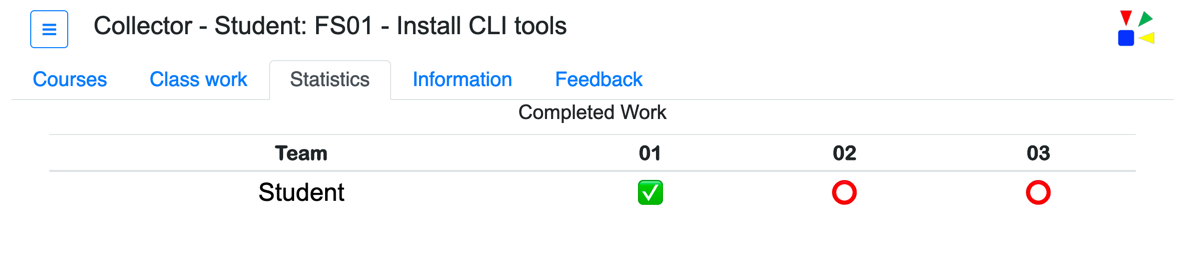 Collector - Student: FS01 - Install CLI tools
Courses Class work Statistics Information Feedback
Completed Work
Team 01 02 03
Student